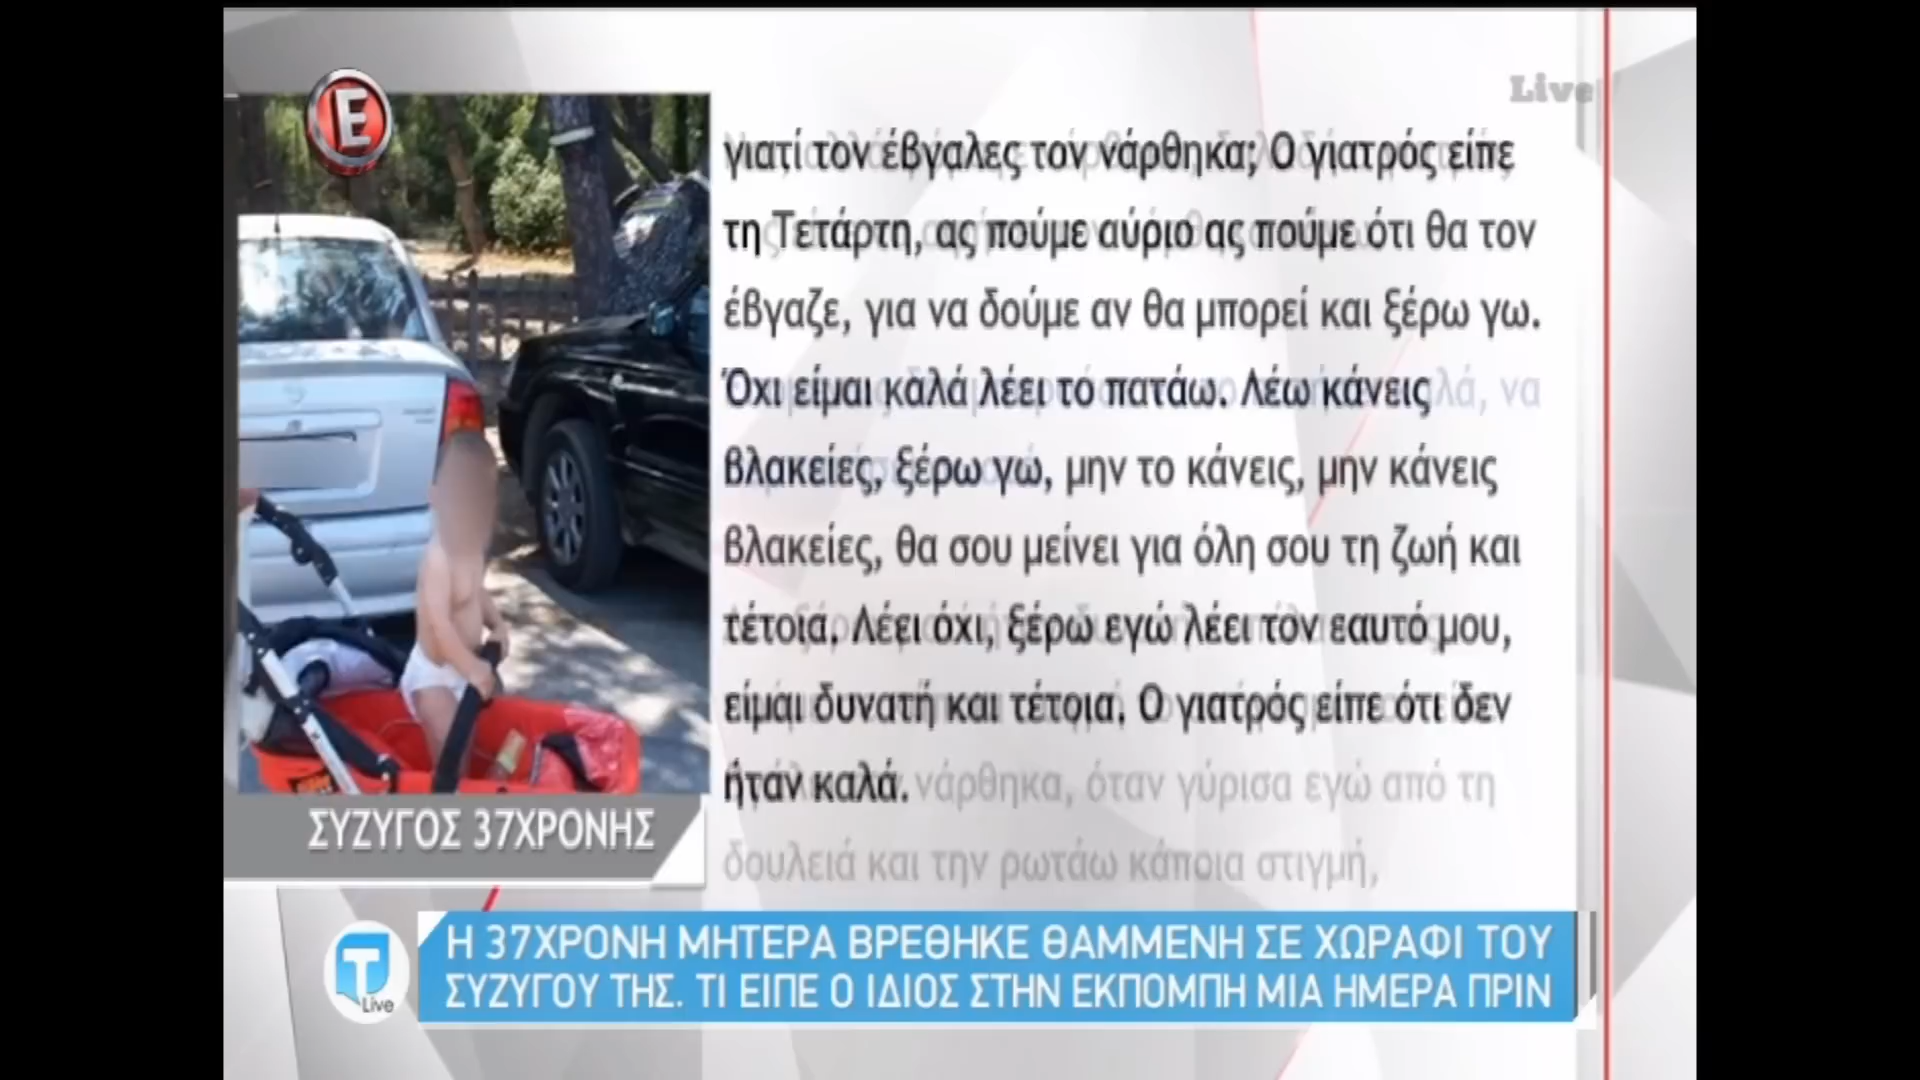 E
Live
γιατί τον έβγαλες τον νάρθηκα; Ο γιατρός είπε
τη Τετάρτη, ας πούμε αύριο ας πούμε ότι θα τον
έβγαζε, για να δούμε αν θα μπορεί και ξέρω γω.
Όχι είμαι καλά λέει το πατάω. Λέω κάνεις
βλακείες, ξέρω γώ, μην το κάνεις, μην κάνεις
βλακείες, θα σου μείνει για όλη σου τη ζωή και
τέτοια. Λέει όχι, ξέρω εγώ λέει τον εαυτό μου,
είμαι δυνατή και τέτοια. Ο γιατρός είπε ότι δεν
ήταν καλά.
νάρθηκα, όταν γύρισα εγώ από τη
δουλειά και την ρωτάω κάποια στιγμή,
ΣΥΖΥΓΟΣ 37ΧΡΟΝΗΣ
T Live
Η 37ΧΡΟΝΗ ΜΗΤΕΡΑ ΒΡΕΘΗΚΕ ΘΑΜΜΕΝΗ ΣΕ ΧΩΡΑΦΙ ΤΟΥ
ΣΥΖΥΓΟΥ ΤΗΣ. ΤΙ ΕΙΠΕ Ο ΙΔΙΟΣ ΣΤΗΝ ΕΚΠΟΜΠΗ ΜΙΑ ΗΜΕΡΑ ΠΡΙΝ